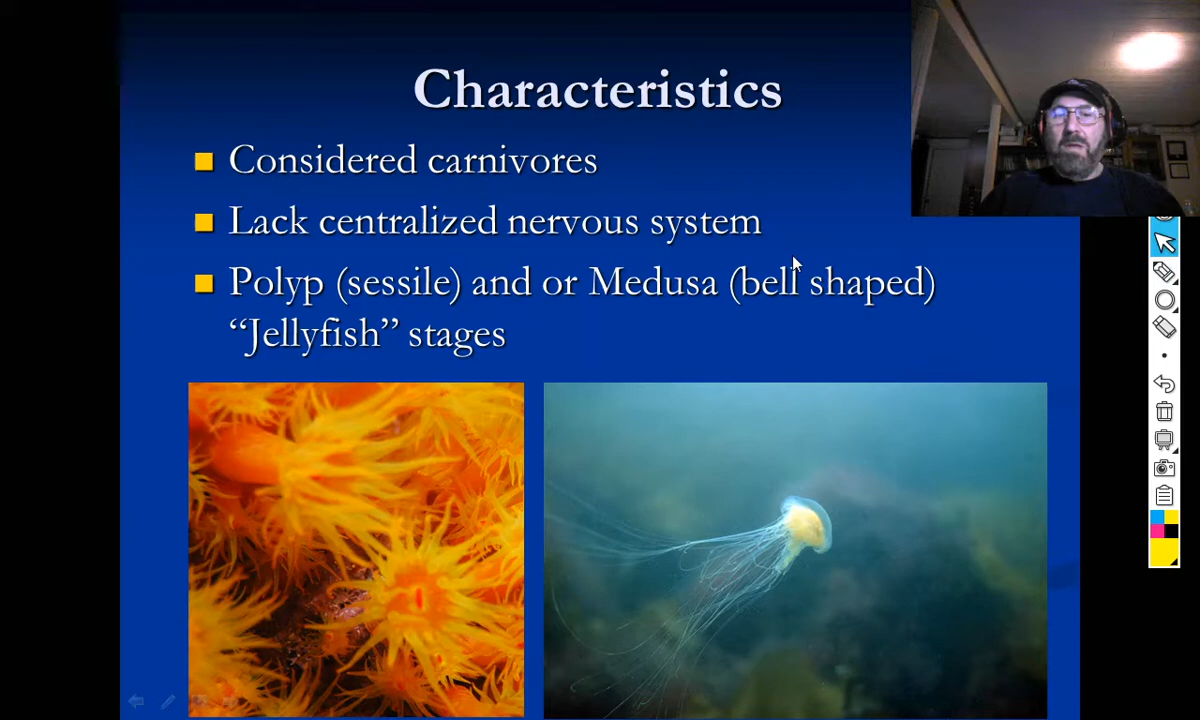 Characteristics
Considered carnivores
Lack centralized nervous system
Polyp (sessile) and or Medusa (bell shaped)
“Jellyfish” stages